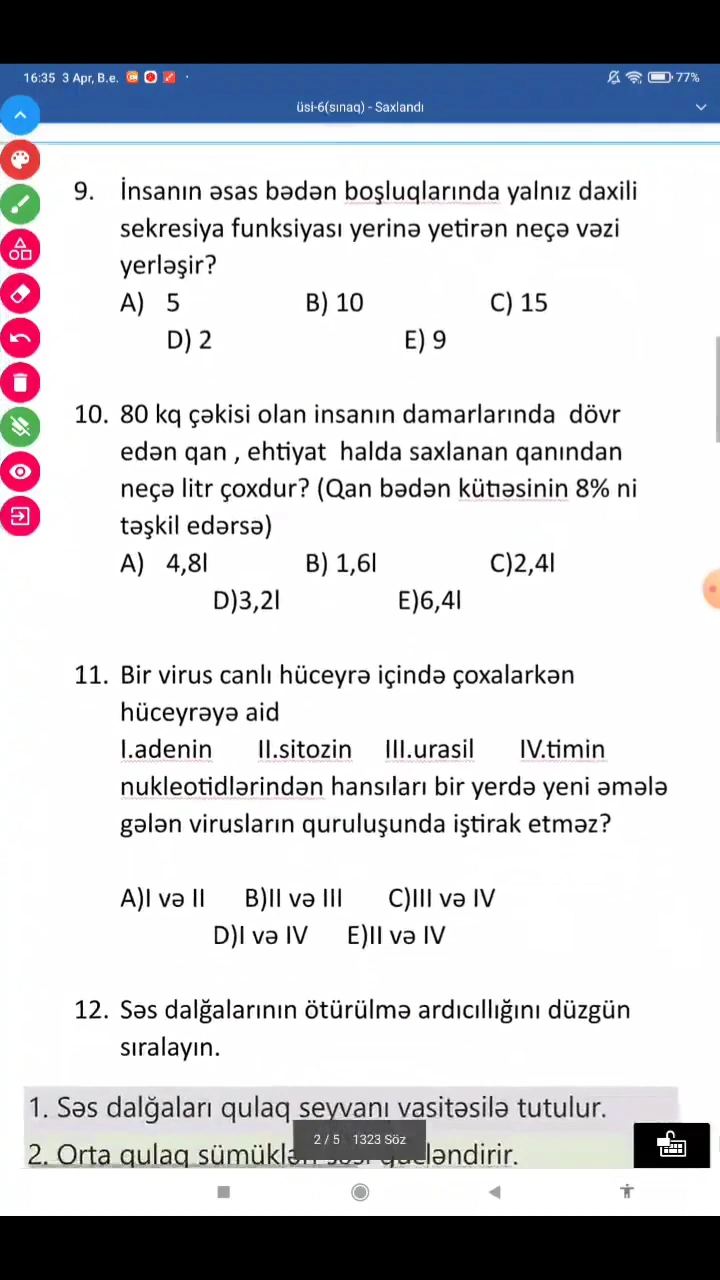 16:35 3 Apr, B.e.
77%
üsi-6(sınaq) - Saxlandı
9. İnsanın əsas bədən boşluqlarında yalnız daxili
sekresiya funksiyası yerinə yetirən neçə vəzi
yerləşir?
A) 5 B) 10 C) 15
D) 2 E) 9
10. 80 kq çəkisi olan insanın damarlarında dövr
edən qan , ehtiyat halda saxlanan qanından
neçə litr çoxdur? (Qan bədən kütıəsinin 8% ni
təşkil edərsə)
A) 4,8l B) 1,6l C)2,4l
D)3,2l E)6,4l
11. Bir virus canlı hüceyrə içində çoxalarkən
hüceyrəyə aid
I.adenin II.sitozin III.urasil IV.timin
nukleotidlərindən hansıları bir yerdə yeni əmələ
gələn virusların quruluşunda iştirak etməz?
A)I və II B)II və III C)III və IV
D)I və IV E)II və IV
12. Səs dalğalarının ötürülmə ardıcıllığını düzgün
sıralayın.
1. Səs dalğaları qulaq seyvanı vasitəsilə tutulur.
2. Orta qulaq
2 / 5 1323 Söz